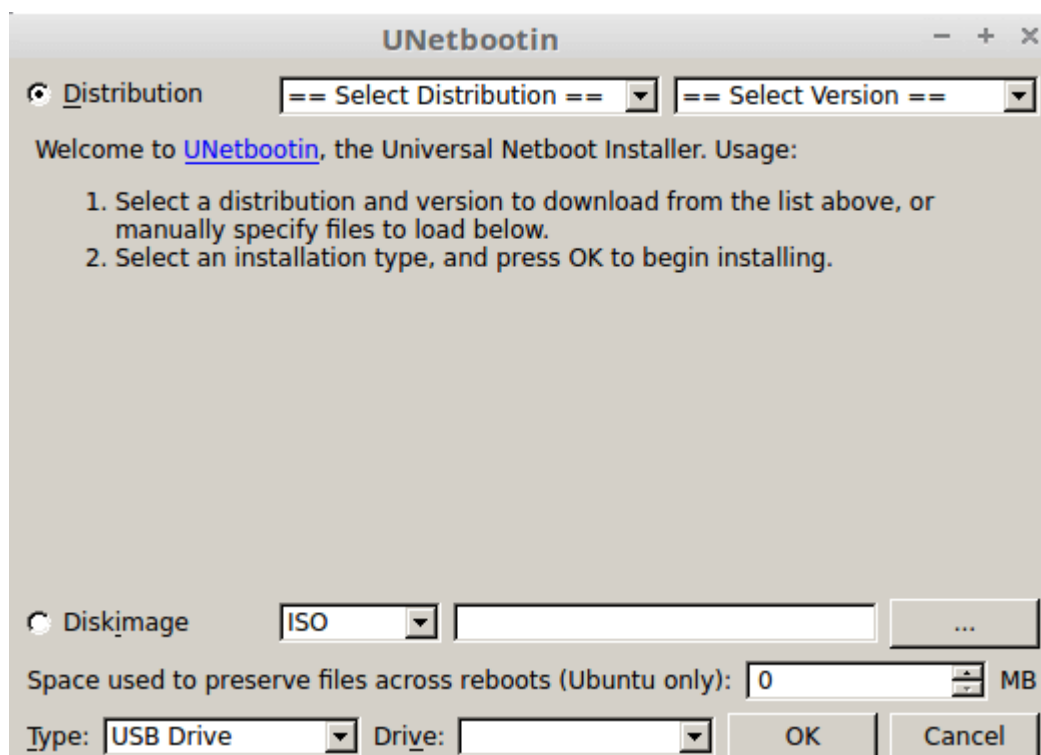 UNetbootin
Distribution == Select Distribution == == Select Version ==
Welcome to UNetbootin, the Universal Netboot Installer. Usage:
1. Select a distribution and version to download from the list above, or
manually specify files to load below.
2. Select an installation type, and press OK to begin installing.
Diskimage ISO ...
Space used to preserve files across reboots (Ubuntu only): 0 MB
Type: USB Drive Drive: OK Cancel